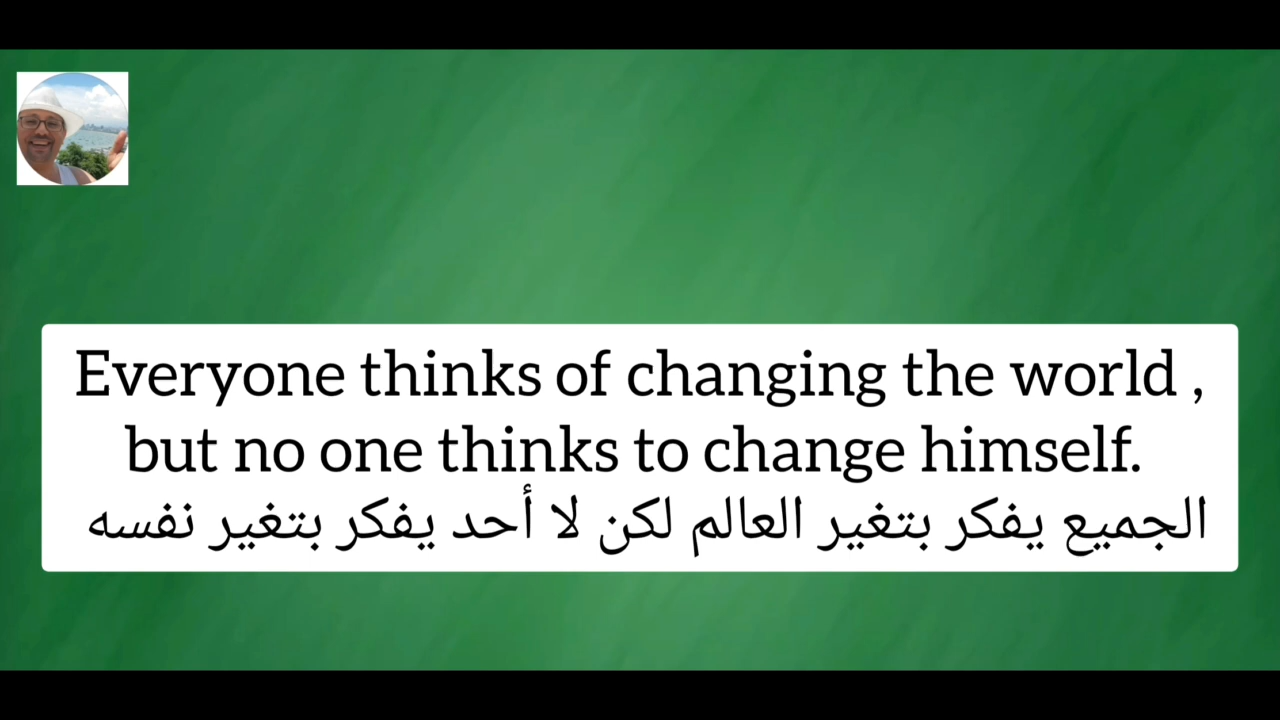 Everyone thinks of changing the world ,
but no one thinks to change himself.
الجميع يفكر بتغير العالم لكن لا أحد يفكر بتغير نفسه